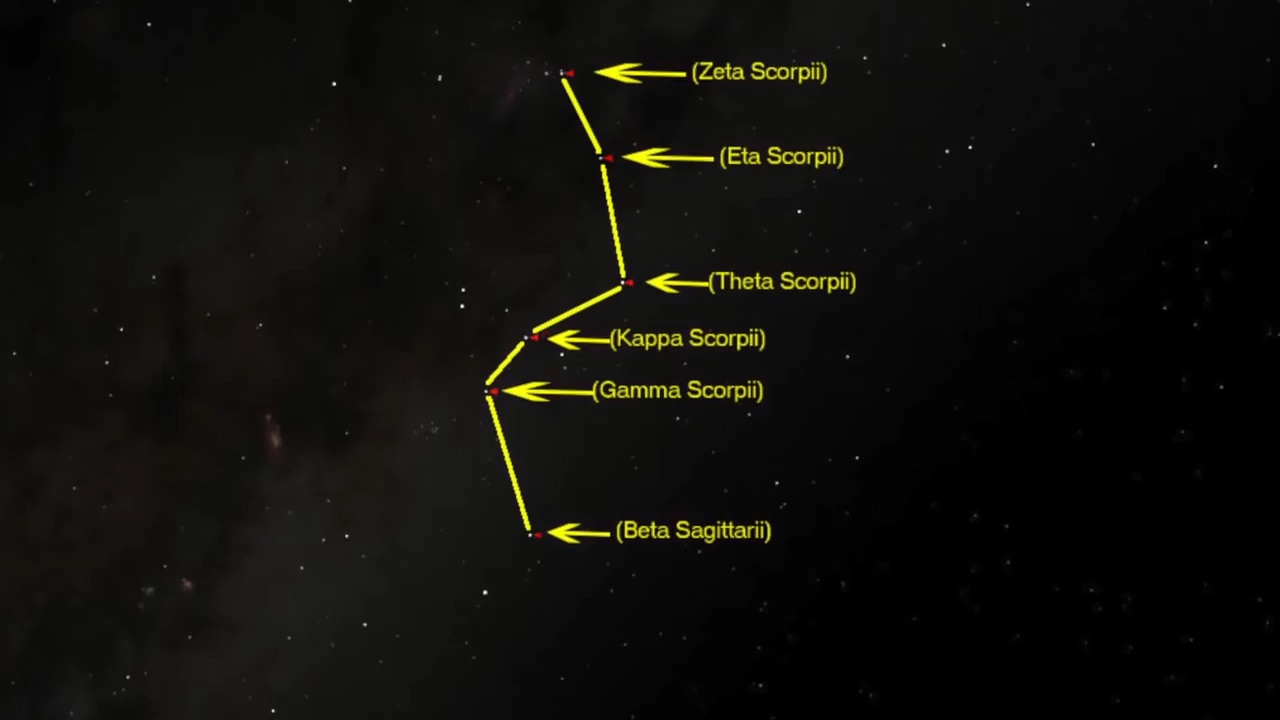 (Zeta Scorpii)
(Eta Scorpii)
(Theta Scorpii)
(Kappa Scorpii)
(Gamma Scorpii)
(Beta Sagittarii)